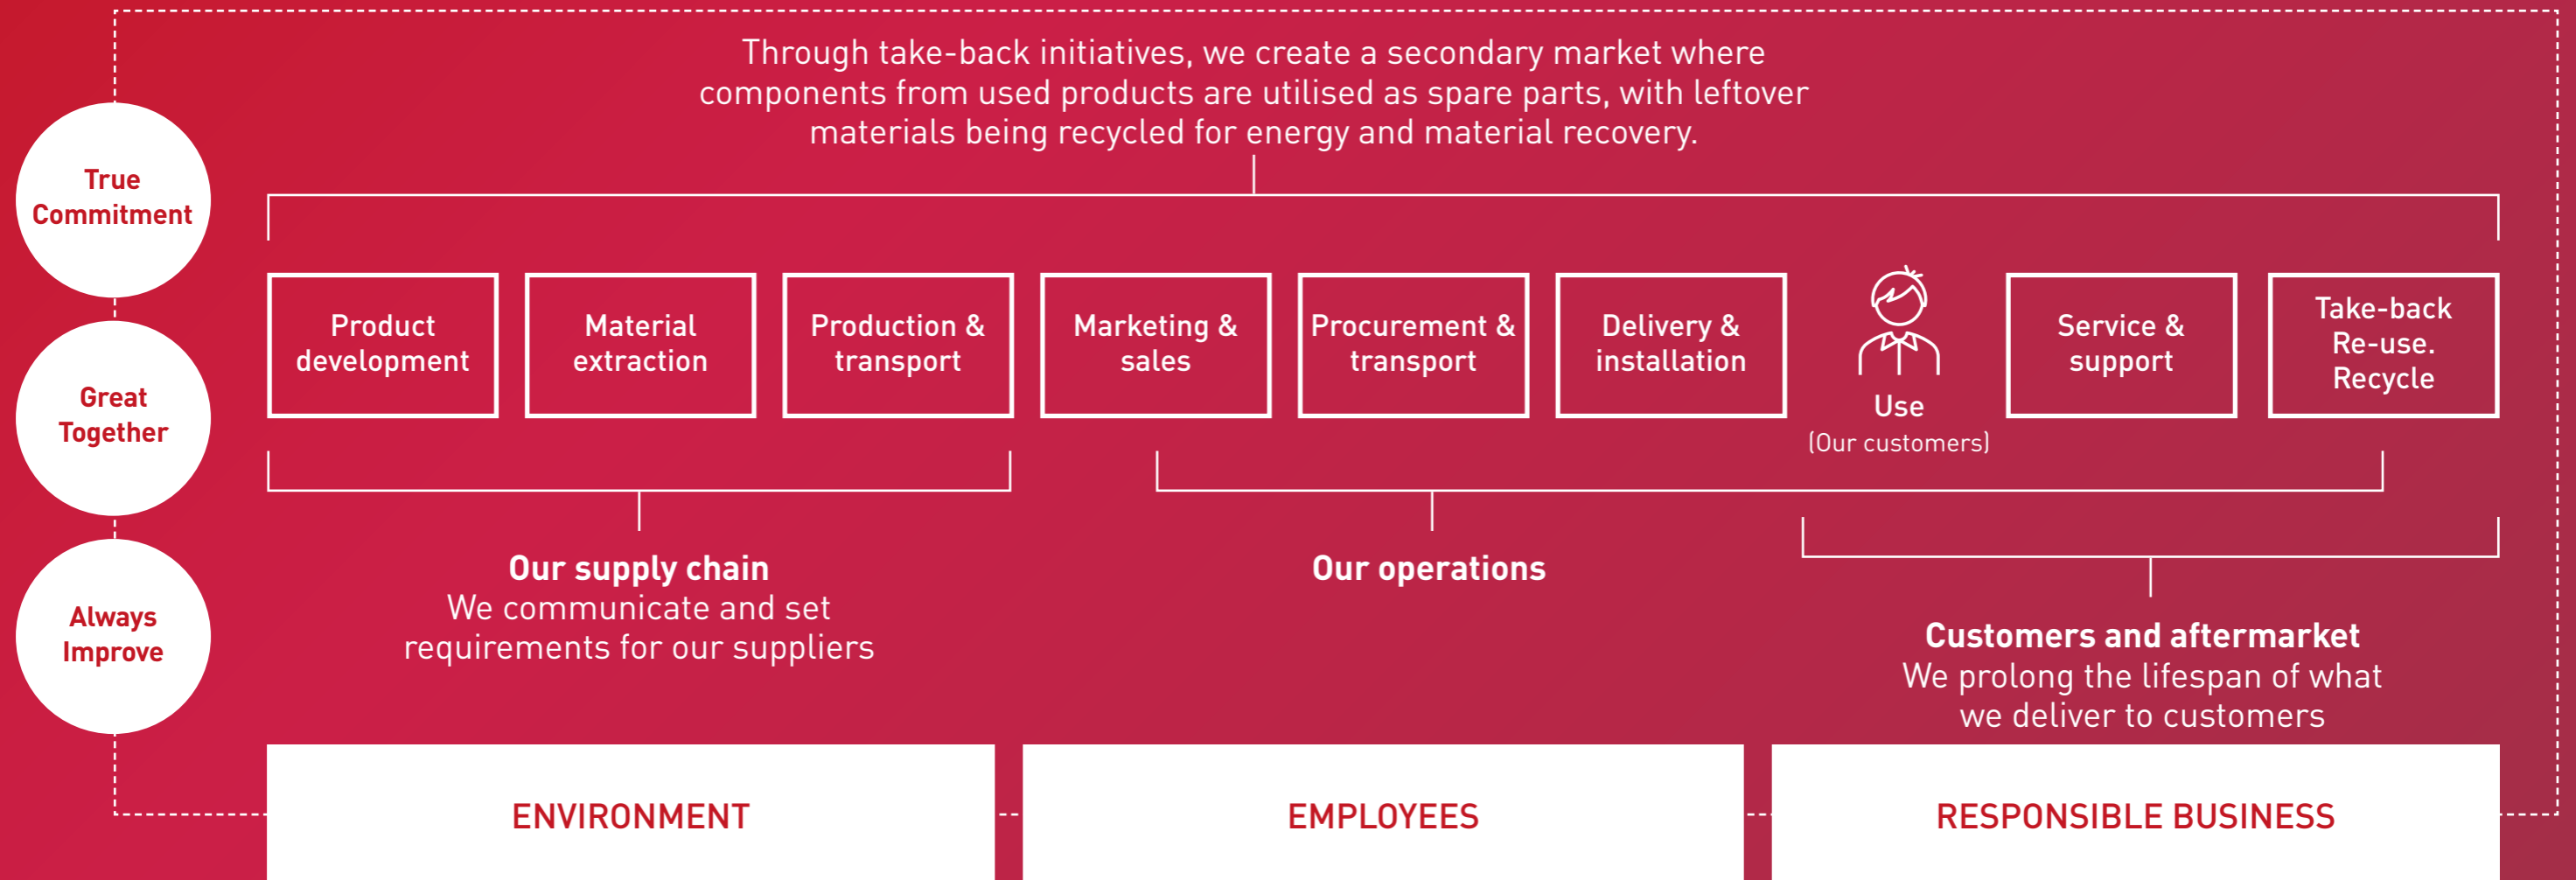 Through take-back initiatives, we create a secondary market where
components from used products are utilised as spare parts, with leftover
materials being recycled for energy and material recovery.
True
Commitment
Great
Together
Always
Improve
Product
development
Material
extraction
Production &
transport
Marketing &
sales
Procurement &
transport
Delivery &
installation
Use
(Our customers)
Service &
support
Take-back
Re-use.
Recycle
Our supply chain
We communicate and set
requirements for our suppliers
Our operations
Customers and aftermarket
We prolong the lifespan of what
we deliver to customers
ENVIRONMENT
EMPLOYEES
RESPONSIBLE BUSINESS